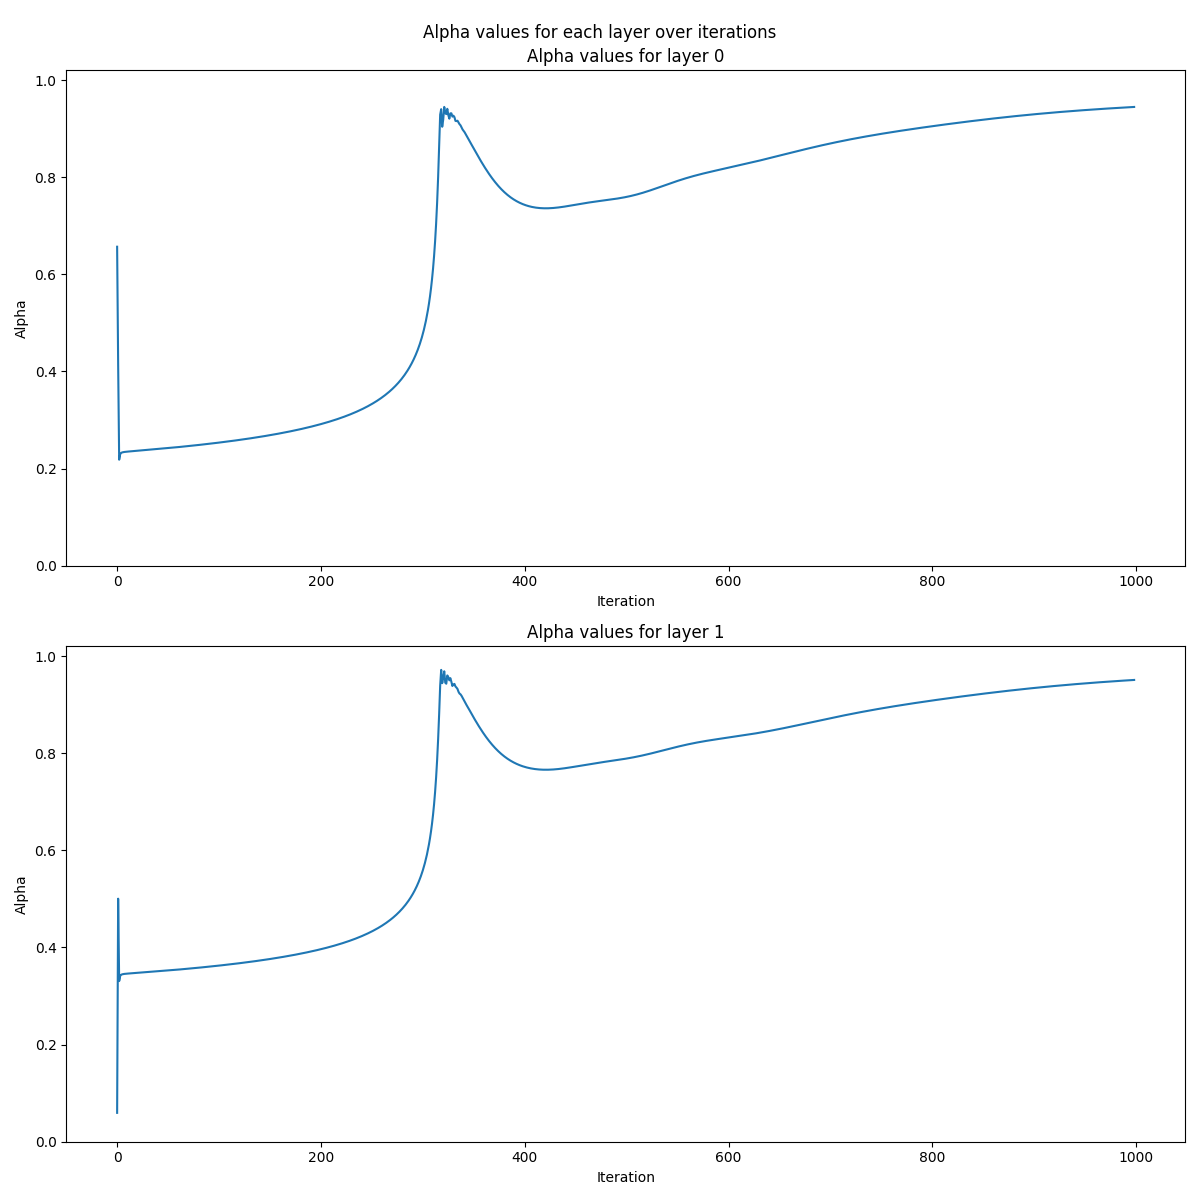 Alpha values for each layer over iterations
Alpha values for layer 0
1.0
0.8
0.6
0.4
0.2
0.0
Alpha
0 200 400 600 800 1000
Iteration
Alpha values for layer 1
1.0
0.8
0.6
0.4
0.2
0.0
Alpha
0 200 400 600 800 1000
Iteration